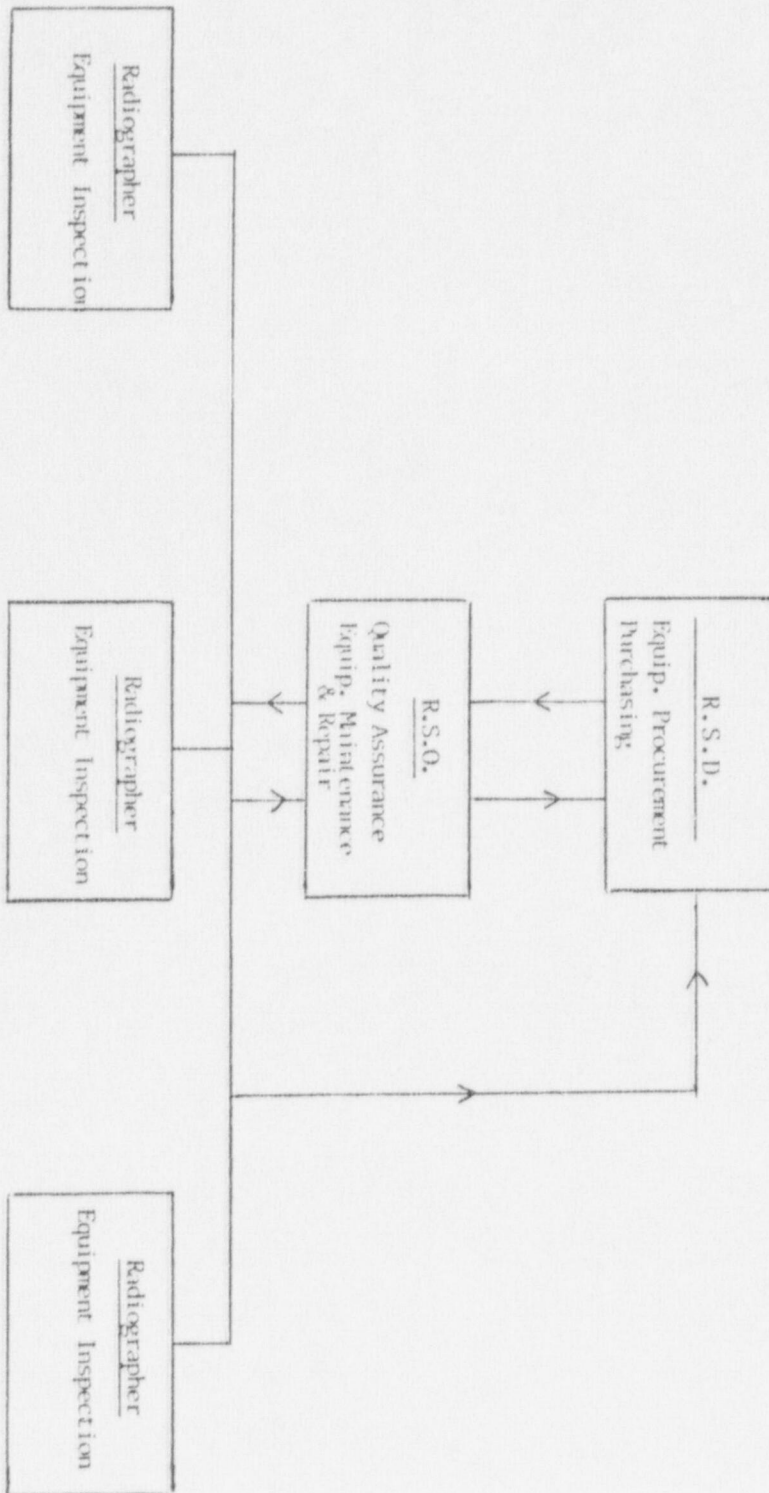 R.S.D.
Equip. Procurement
Purchasing
R.S.O.
Quality Assurance
Equip. Maintenance
& Repair
Radiographer
Equipment Inspection
Radiographer
Equipment Inspection
Radiographer
Equipment Inspection